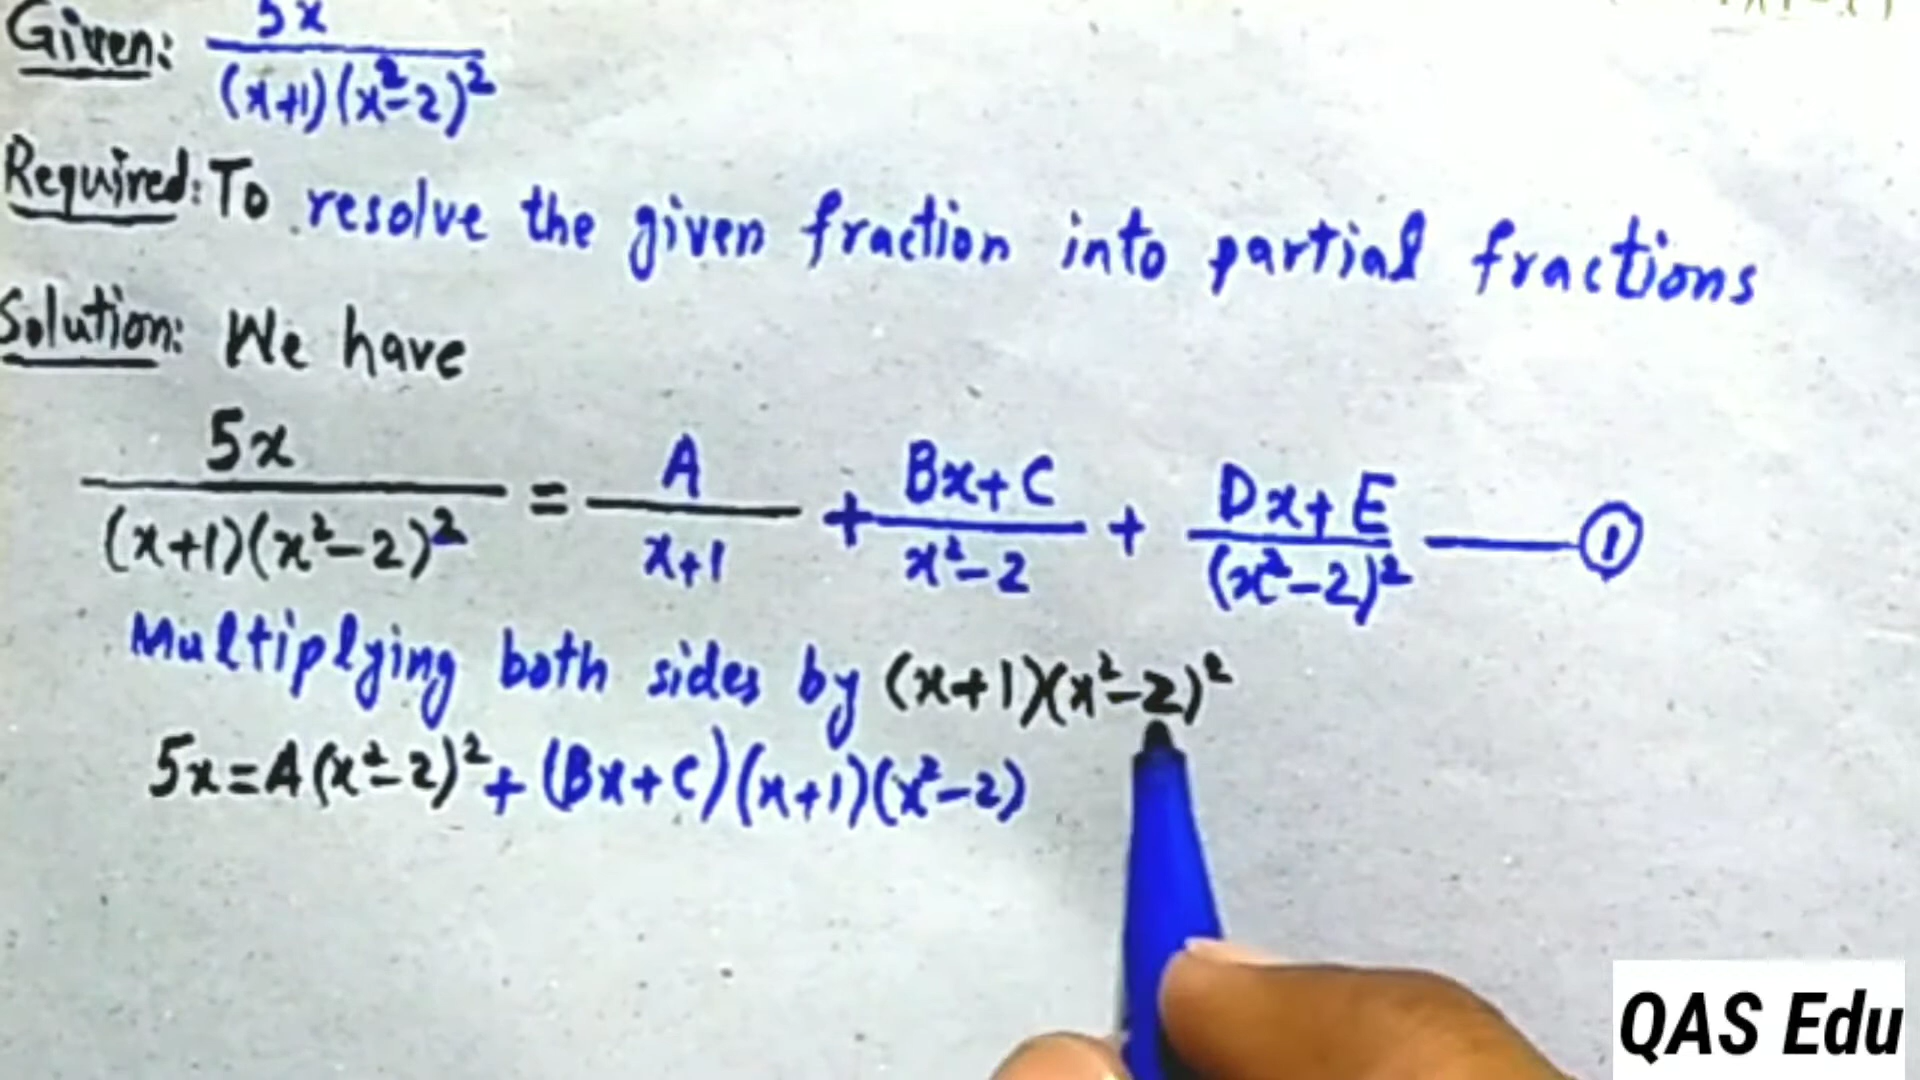 Given: 5x / (x+1)(x²-2)²
Required: To resolve the given fraction into partial fractions
Solution: We have
5x / (x+1)(x²-2)² = A / x+1 + Bx+C / x²-2 + Dx+E / (x²-2)² —— ①
Multiplying both sides by (x+1)(x²-2)²
5x = A(x²-2)² + (Bx+C)(x+1)(x²-2)
QAS Edu